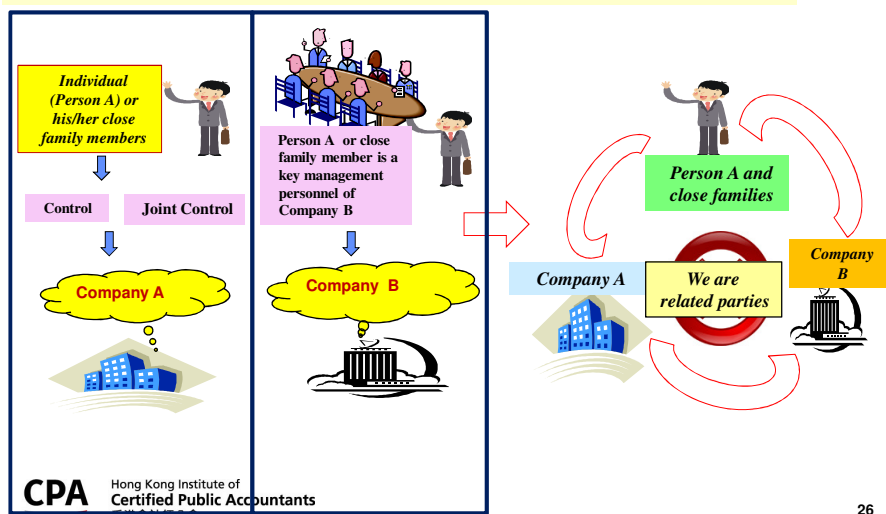 Individual
(Person A) or
his/her close
family members
Control
Joint Control
Company A
Person A or close
family member is a
key management
personnel of
Company B
Company B
Person A and
close families
Company A
We are
related parties
Company
B
CPA
Hong Kong Institute of
Certified Public Accountants
26